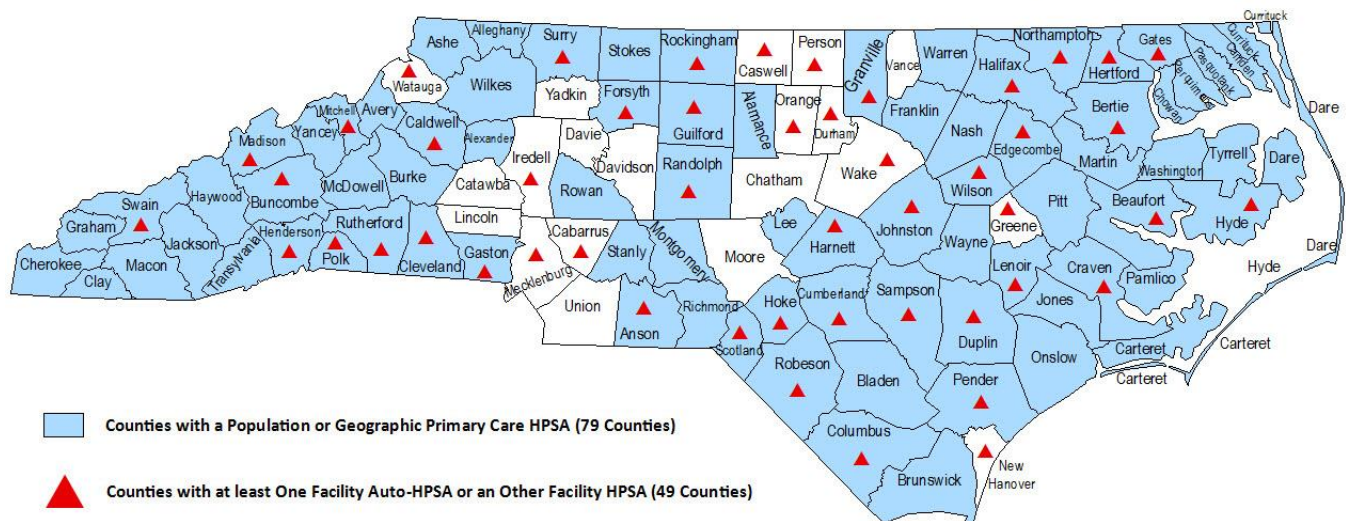 Currituck
Ashe
Alleghany
Surry
Stokes
Rockingham
Caswell
Person
Granville
Vance
Warren
Northampton
Gates
Currituck
Camden
Pasquotank
Perquimans
Chowan
Hertford
Halifax
Watauga
Wilkes
Yadkin
Forsyth
Guilford
Alamance
Orange
Durham
Franklin
Bertie
Dare
Mitchell
Avery
Caldwell
Alexander
Davie
Iredell
Nash
Edgecombe
Madison
Yancey
Davidson
Randolph
Chatham
Wake
Martin
Washington
Tyrrell
Dare
Burke
McDowell
Catawba
Rowan
Wilson
Haywood
Buncombe
Swain
Lincoln
Pitt
Beaufort
Hyde
Graham
Jackson
Henderson
Rutherford
Polk
Cleveland
Gaston
Cabarrus
Stanly
Montgomery
Moore
Lee
Harnett
Johnston
Wayne
Greene
Lenoir
Craven
Pamlico
Dare
Hyde
Cherokee
Clay
Macon
Transylvania
Mecklenburg
Union
Anson
Richmond
Scotland
Hoke
Cumberland
Sampson
Duplin
Jones
Onslow
Carteret
Carteret
Carteret
Robeson
Bladen
Pender
Columbus
Brunswick
New
Hanover
Counties with a Population or Geographic Primary Care HPSA (79 Counties)
Counties with at least One Facility Auto-HPSA or an Other Facility HPSA (49 Counties)